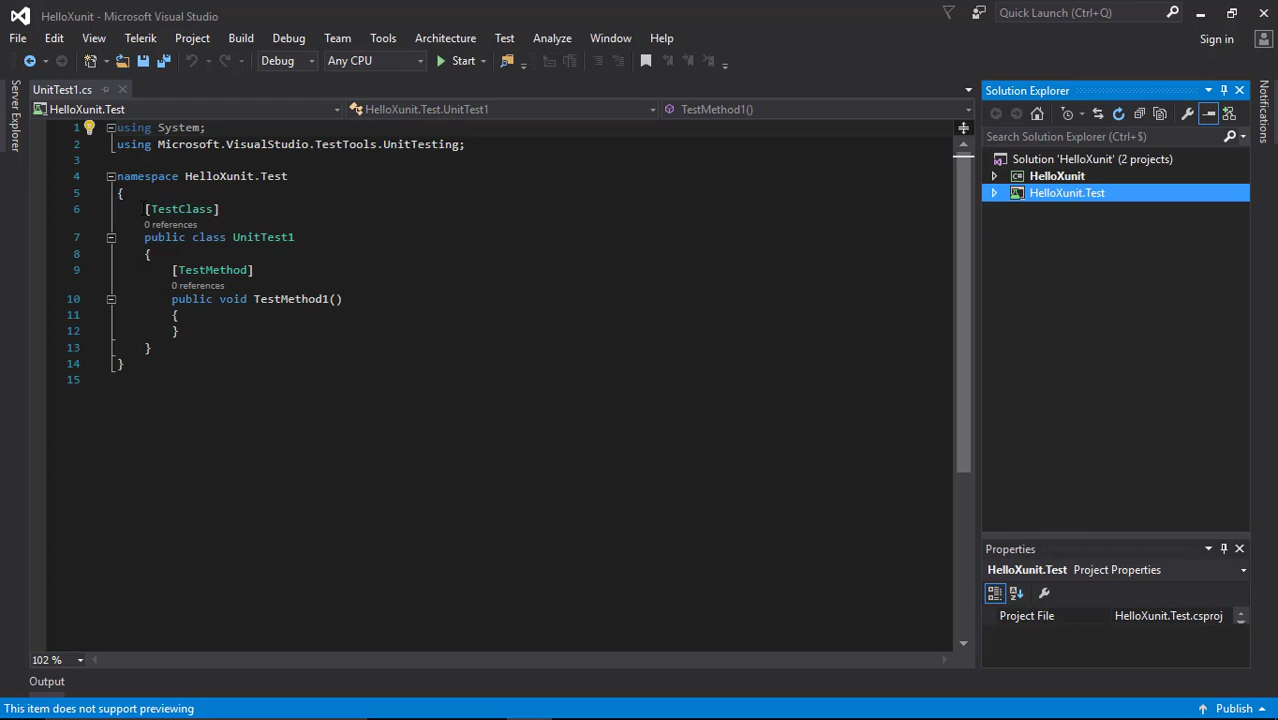 HelloXunit - Microsoft Visual Studio
Quick Launch (Ctrl+Q)
File Edit View Telerik Project Build Debug Team Tools Architecture Test Analyze Window Help
Sign in
Debug Any CPU Start
Server Explorer
UnitTest1.cs
HelloXunit.Test HelloXunit.Test.UnitTest1 TestMethod1()
1 using System;
2 using Microsoft.VisualStudio.TestTools.UnitTesting;
3
4 namespace HelloXunit.Test
5 {
6 [TestClass]
0 references
7 public class UnitTest1
8 {
9 [TestMethod]
0 references
10 public void TestMethod1()
11 {
12 }
13 }
14 }
15
102 %
Output
This item does not support previewing
Publish
Solution Explorer
Search Solution Explorer (Ctrl+$)
Solution 'HelloXunit' (2 projects)
C# HelloXunit
HelloXunit.Test
Properties
HelloXunit.Test Project Properties
Project File HelloXunit.Test.csproj
Notifications